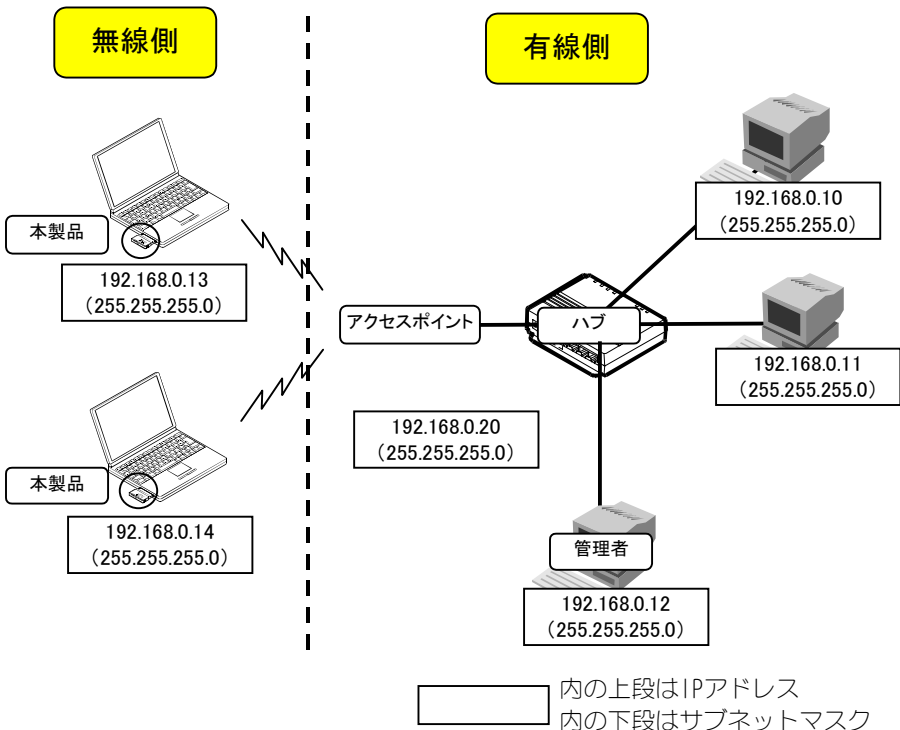 無線側
有線側
192.168.0.10
（255.255.255.0）
本製品
192.168.0.13
（255.255.255.0）
アクセスポイント
ハブ
192.168.0.11
（255.255.255.0）
192.168.0.20
（255.255.255.0）
本製品
192.168.0.14
（255.255.255.0）
管理者
192.168.0.12
（255.255.255.0）
内の上段はIPアドレス
内の下段はサブネットマスク